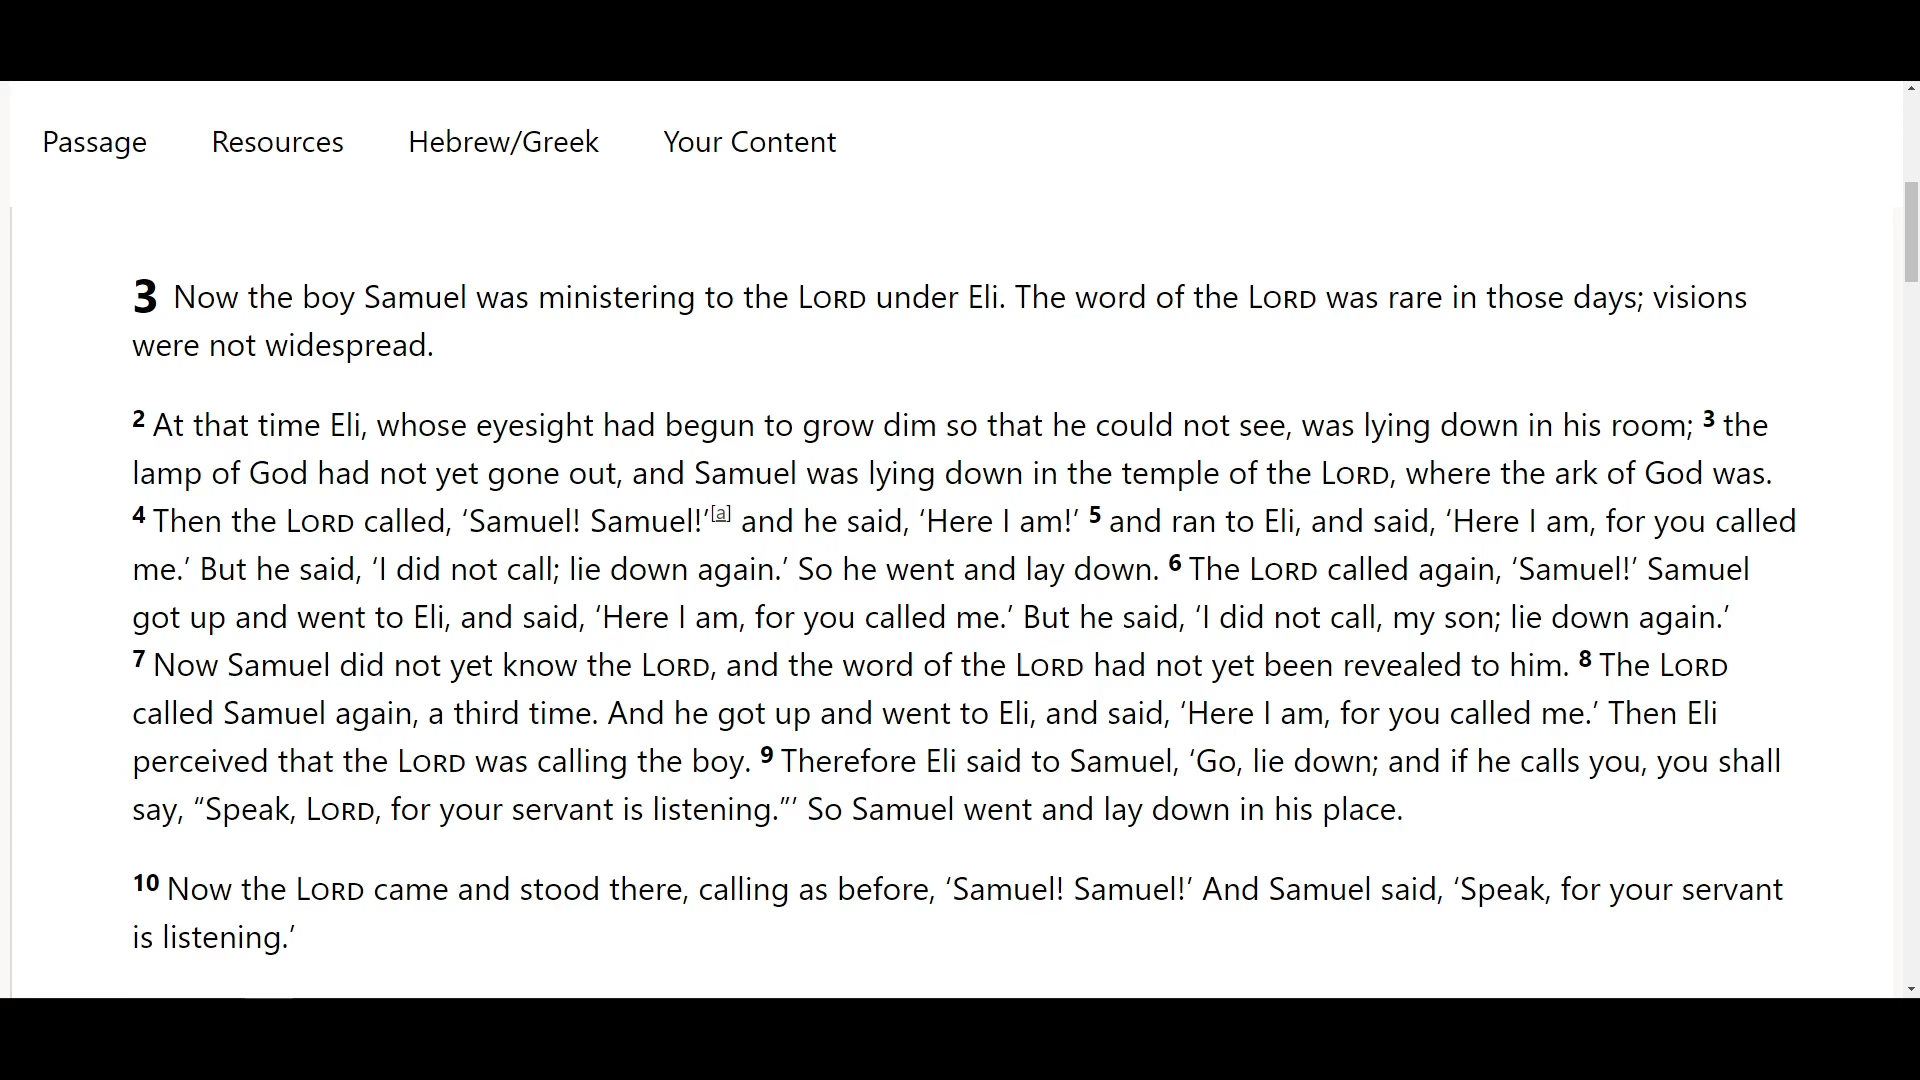 Passage Resources Hebrew/Greek Your Content
3 Now the boy Samuel was ministering to the LORD under Eli. The word of the LORD was rare in those days; visions
were not widespread.
2 At that time Eli, whose eyesight had begun to grow dim so that he could not see, was lying down in his room; 3 the
lamp of God had not yet gone out, and Samuel was lying down in the temple of the LORD, where the ark of God was.
4 Then the LORD called, ‘Samuel! Samuel!’[a] and he said, ‘Here I am!’ 5 and ran to Eli, and said, ‘Here I am, for you called
me.’ But he said, ‘I did not call; lie down again.’ So he went and lay down. 6 The LORD called again, ‘Samuel!’ Samuel
got up and went to Eli, and said, ‘Here I am, for you called me.’ But he said, ‘I did not call, my son; lie down again.’
7 Now Samuel did not yet know the LORD, and the word of the LORD had not yet been revealed to him. 8 The LORD
called Samuel again, a third time. And he got up and went to Eli, and said, ‘Here I am, for you called me.’ Then Eli
perceived that the LORD was calling the boy. 9 Therefore Eli said to Samuel, ‘Go, lie down; and if he calls you, you shall
say, “Speak, LORD, for your servant is listening.”’ So Samuel went and lay down in his place.
10 Now the LORD came and stood there, calling as before, ‘Samuel! Samuel!’ And Samuel said, ‘Speak, for your servant
is listening.’